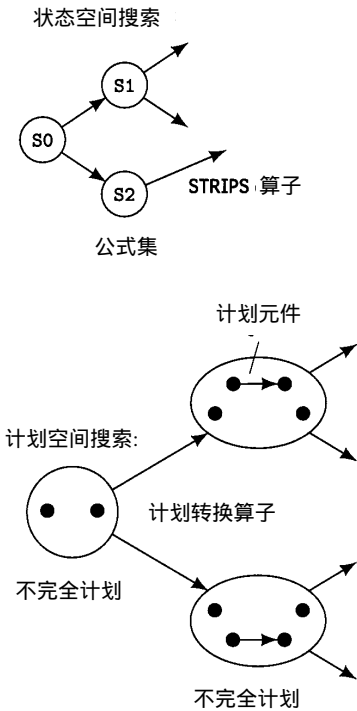 状态空间搜索
S1
S0
S2
STRIPS 算子
公式集
计划元件
计划空间搜索:
计划转换算子
不完全计划
不完全计划